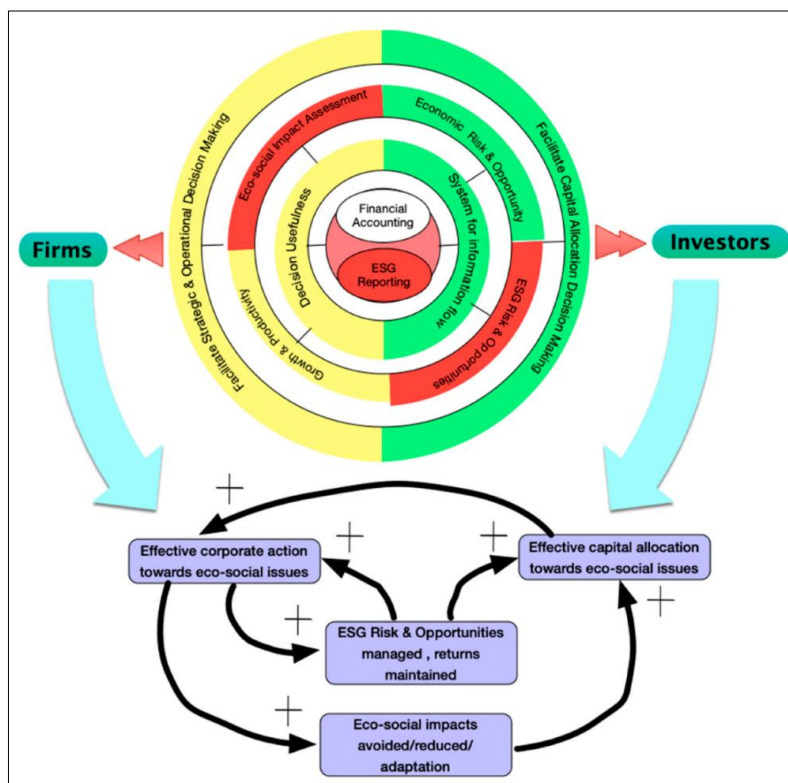 Facilitate Strategic & Operational Decision Making
Facilitate Capital Allocation Decision Making
Eco-social Impact Assessment
Economic Risk & Opportunity
Growth & Productivity
ESG Risk & Opportunities
Decision Usefulness
System for information flow
Financial
Accounting
ESG
Reporting
Firms
Investors
+
+
+
+
+
+
Effective corporate action
towards eco-social issues
Effective capital allocation
towards eco-social issues
ESG Risk & Opportunities
managed , returns
maintained
Eco-social impacts
avoided/reduced/
adaptation